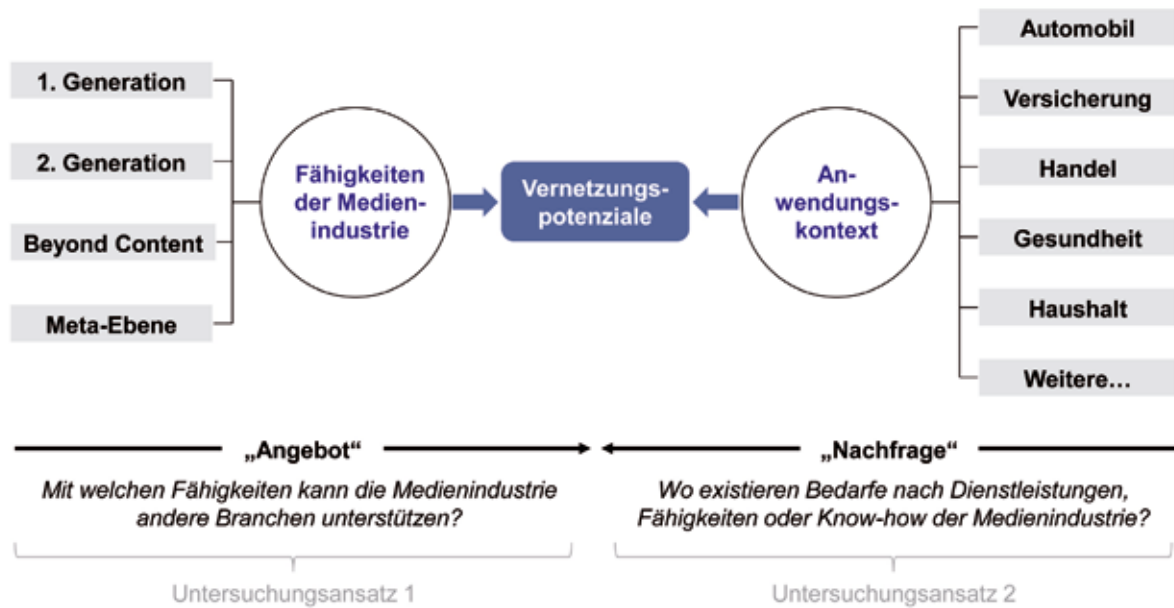 1. Generation
2. Generation
Beyond Content
Meta-Ebene
Fähigkeiten
der Medien-
industrie
Vernetzungs-
potenziale
An-
wendungs-
kontext
Automobil
Versicherung
Handel
Gesundheit
Haushalt
Weitere…
„Angebot“
Mit welchen Fähigkeiten kann die Medienindustrie
andere Branchen unterstützen?
Untersuchungsansatz 1
„Nachfrage“
Wo existieren Bedarfe nach Dienstleistungen,
Fähigkeiten oder Know-how der Medienindustrie?
Untersuchungsansatz 2